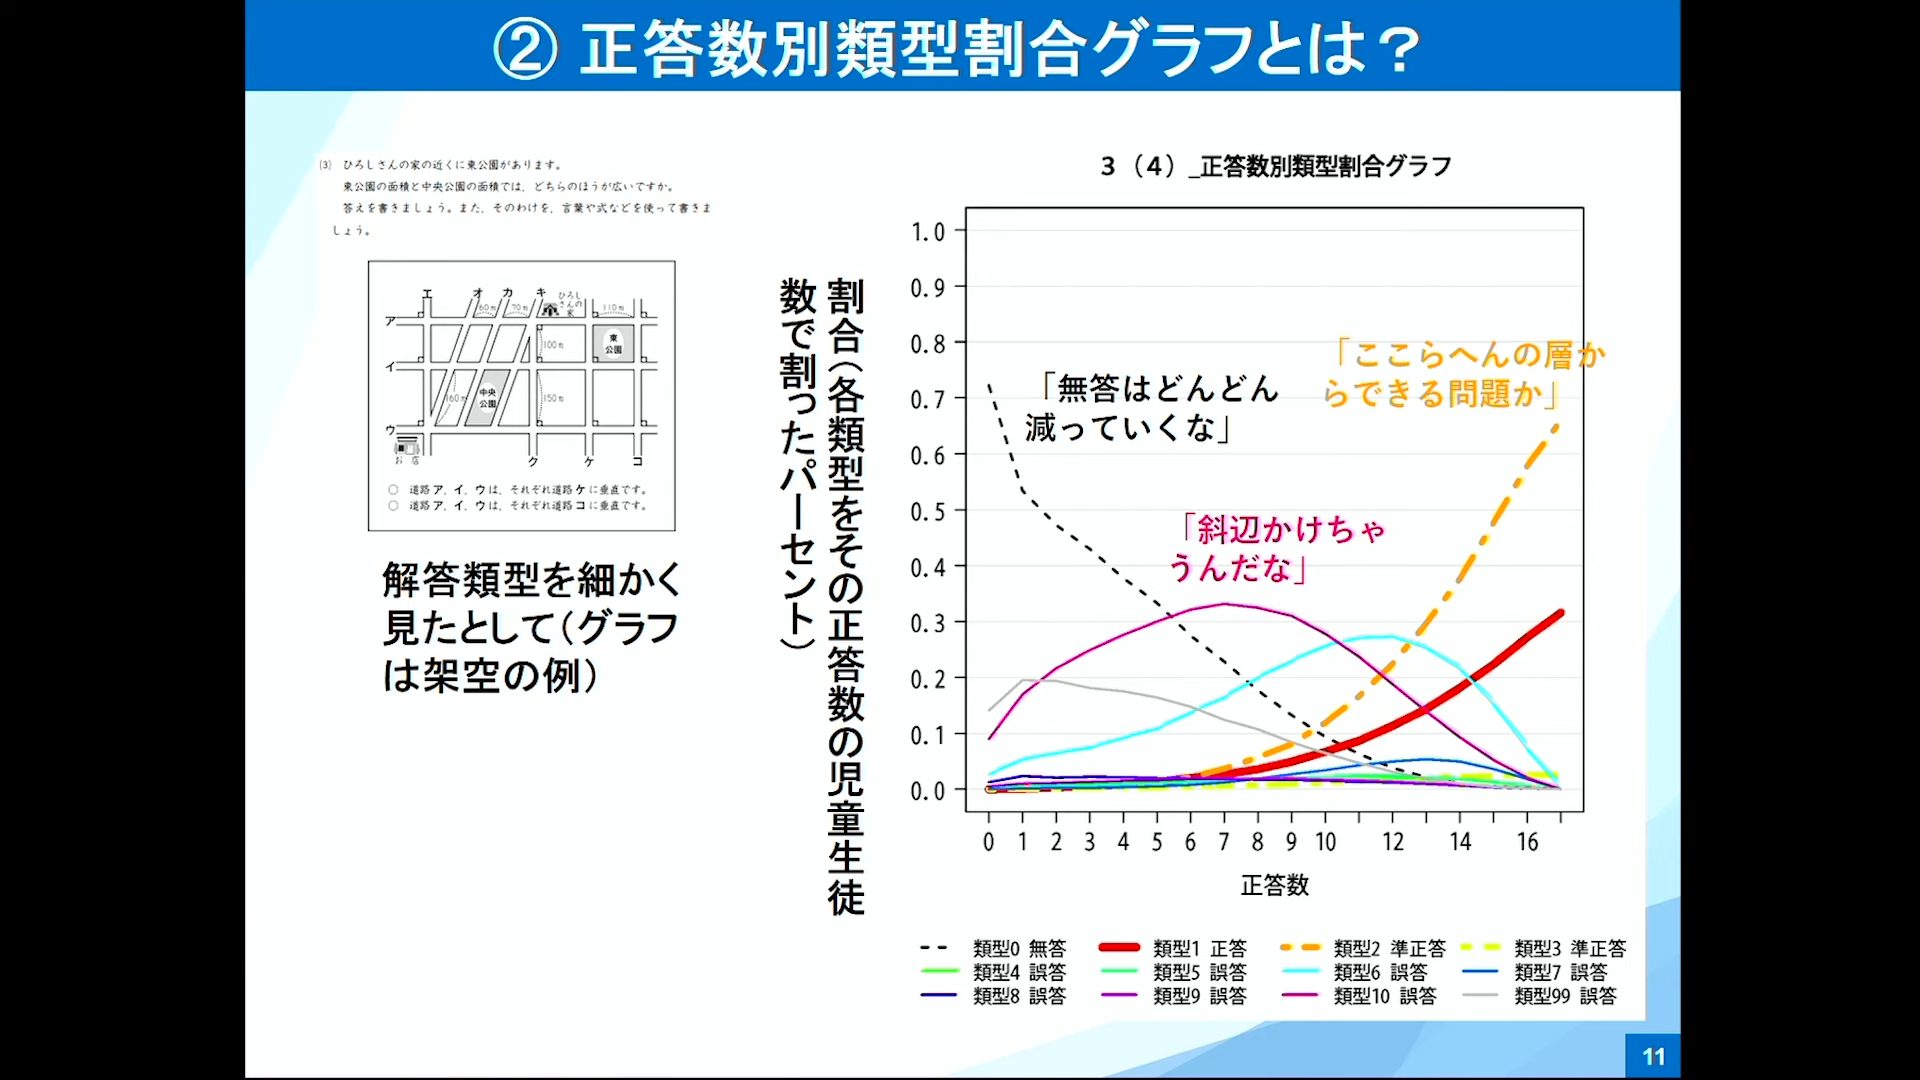 ② 正答数別類型割合グラフとは？
⑶ ひろしさんの家の近くに東公園があります。
東公園の面積と中央公園の面積では，どちらのほうが広いですか。
答えを書きましょう。また，そのわけを，言葉や式などを使って書きま
しょう。
エ オ カ キ
ひろし
さんの
家
60m 70m 110m
ア
100m
東
公園
イ
160m
中央
公園
150m
ウ
お店
ク ケ コ
○ 道路ア，イ，ウは，それぞれ道路ケに垂直です。
○ 道路ア，イ，ウは，それぞれ道路コに垂直です。
解答類型を細かく
見たとして（グラフ
は架空の例）
割合（各類型をその正答数の児童生徒
数で割ったパーセント）
３（４）_正答数別類型割合グラフ
1.0
0.9
0.8
0.7
0.6
0.5
0.4
0.3
0.2
0.1
0.0
「無答はどんどん
減っていくな」
「ここらへんの層か
らできる問題か」
「斜辺かけちゃ
うんだな」
0 1 2 3 4 5 6 7 8 9 10 12 14 16
正答数
類型0 無答 類型1 正答 類型2 準正答 類型3 準正答
類型4 誤答 類型5 誤答 類型6 誤答 類型7 誤答
類型8 誤答 類型9 誤答 類型10 誤答 類型99 誤答
11